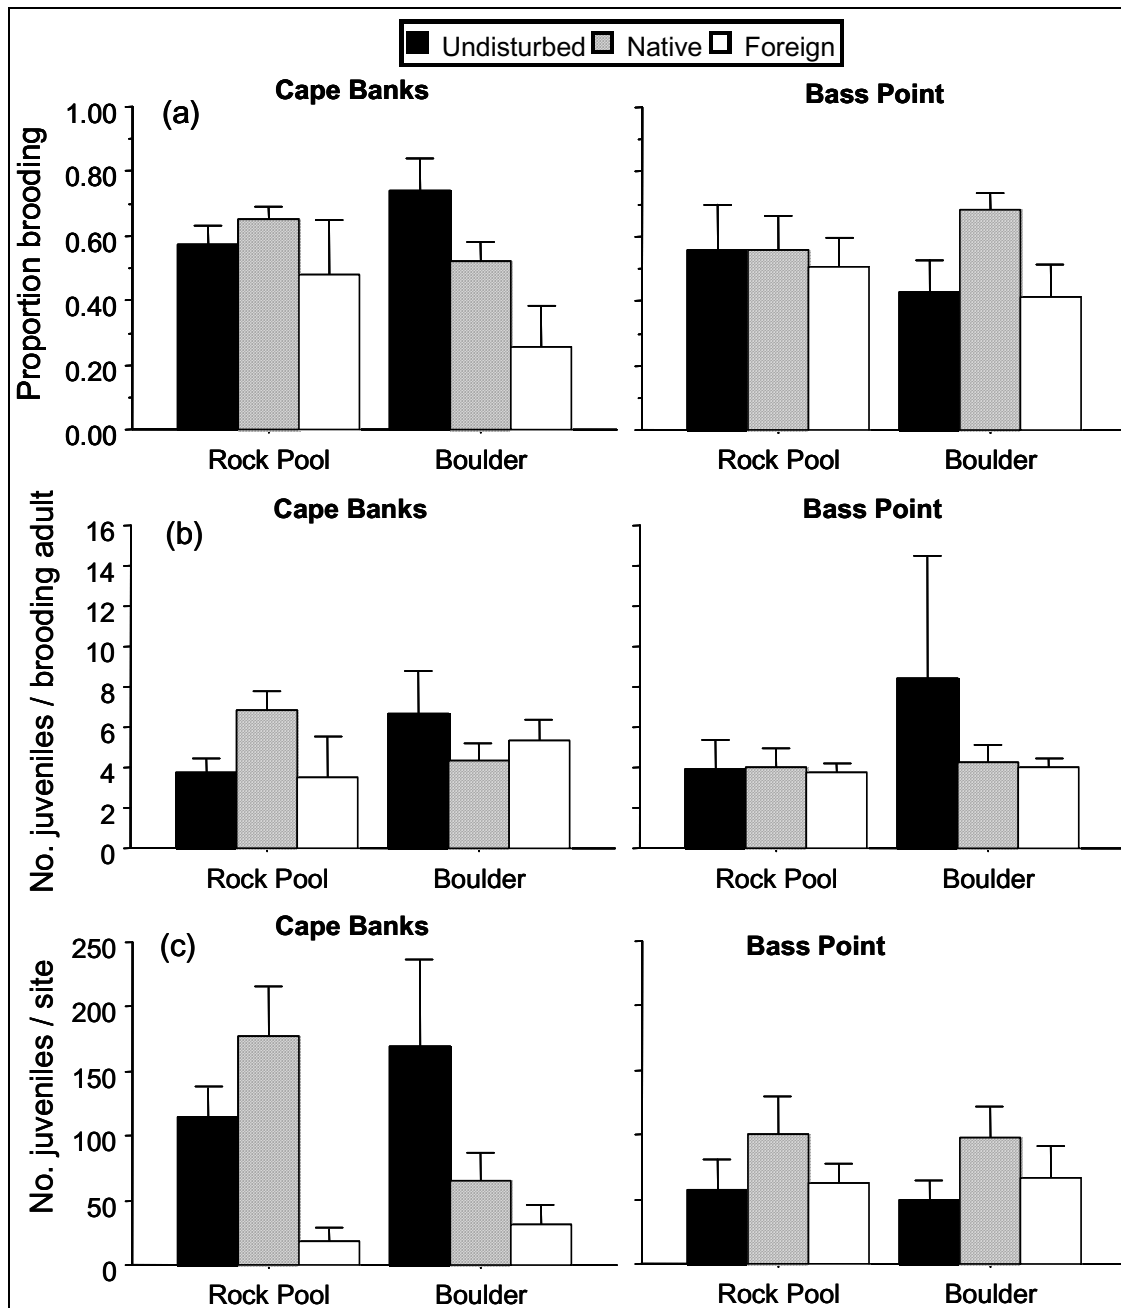 Undisturbed Native Foreign
Cape Banks Bass Point
(a)
Proportion brooding
1.00
0.80
0.60
0.40
0.20
0.00
Rock Pool Boulder Rock Pool Boulder
Cape Banks Bass Point
(b)
No. juveniles / brooding adult
16
14
12
10
8
6
4
2
0
Rock Pool Boulder Rock Pool Boulder
Cape Banks Bass Point
(c)
No. juveniles / site
250
200
150
100
50
0
Rock Pool Boulder Rock Pool Boulder